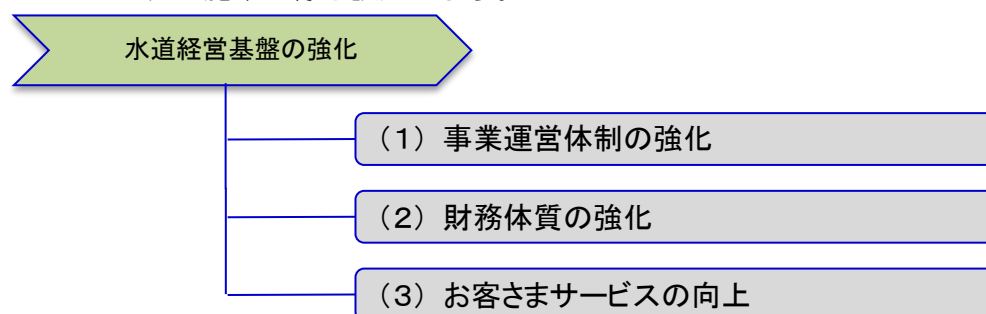 水道経営基盤の強化
（１）事業運営体制の強化
（２）財務体質の強化
（３）お客さまサービスの向上